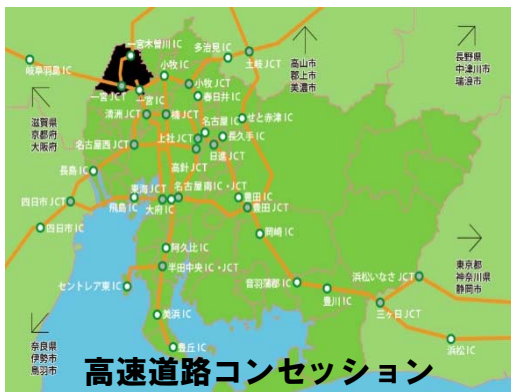 一宮木曽川IC
岐阜羽島IC
一宮JCT
一宮IC
小牧IC
多治見IC
土岐JCT
小牧JCT
春日井IC
清洲JCT
楠JCT
名古屋IC
長久手IC
せと赤津IC
上社JCT
名古屋西JCT
日進JCT
高針JCT
長島IC
四日市JCT
東海JCT
名古屋南IC・JCT
飛島IC
大府IC
豊田IC
豊田JCT
四日市IC
岡崎IC
阿久比IC
半田中央IC・JCT
セントレア東IC
音羽蒲郡IC
豊川IC
浜松いなさJCT
三ヶ日JCT
美浜IC
豊丘IC
浜松IC
高山市
郡上市
美濃市
長野県
中津川市
瑞浪市
滋賀県
京都府
大阪府
東京都
神奈川県
静岡市
奈良県
伊勢市
鳥羽市
高速道路コンセッション